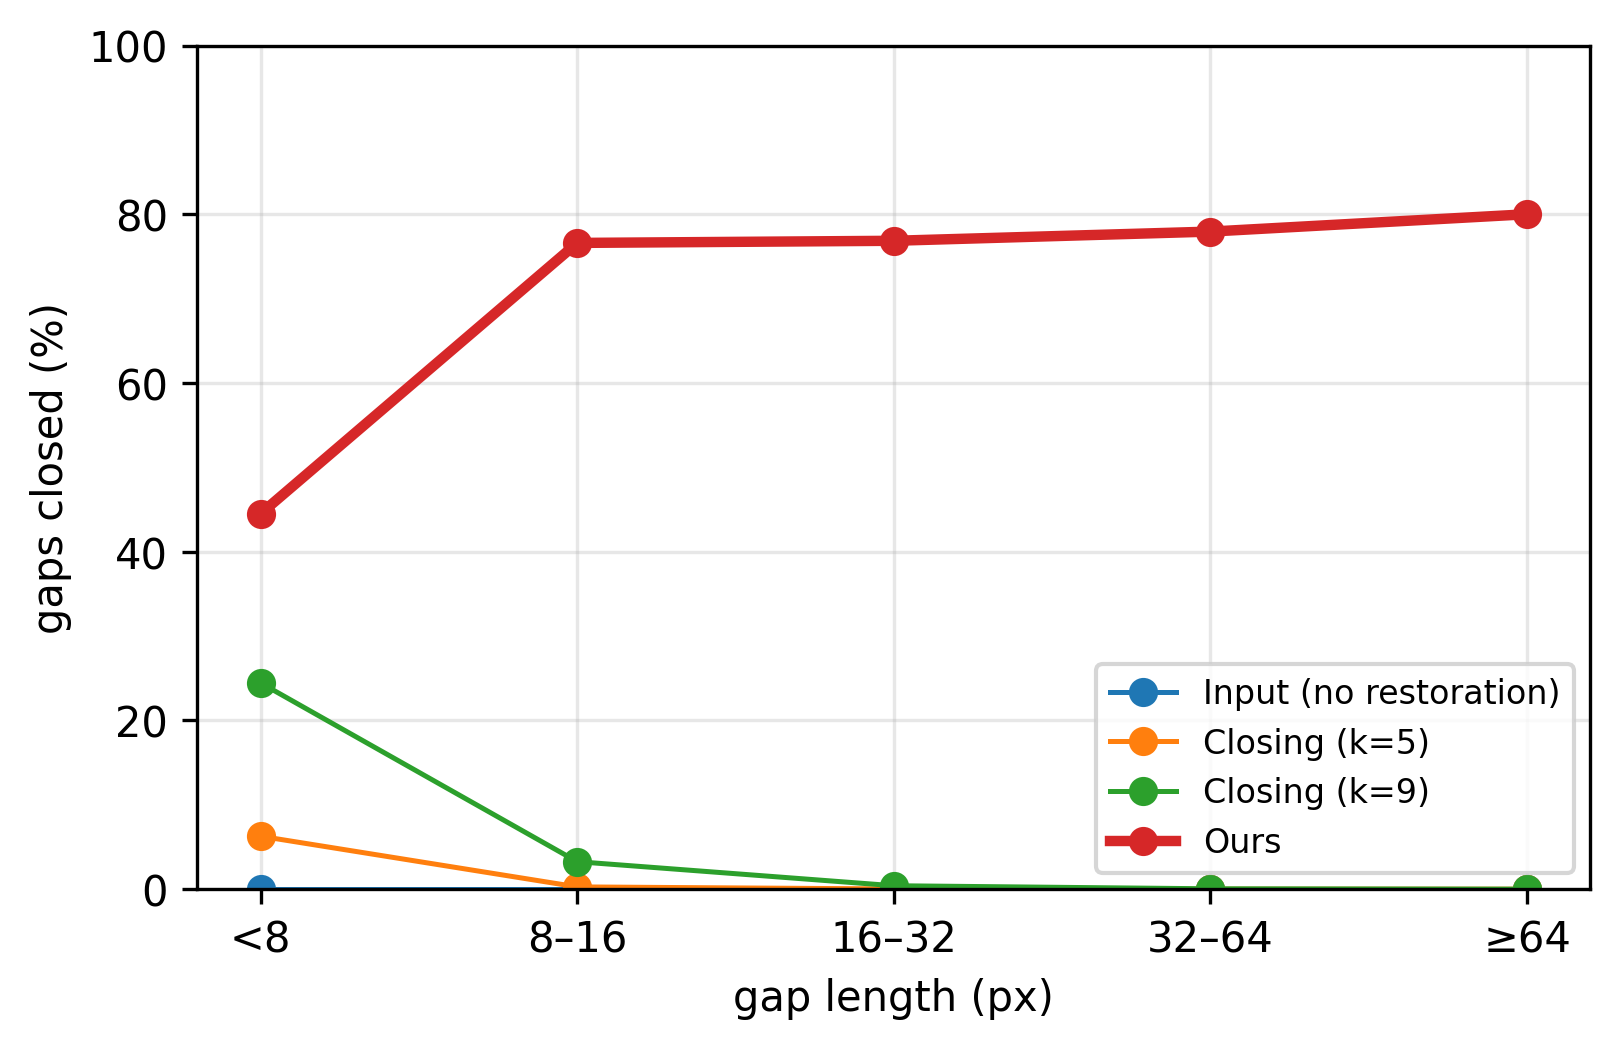 100
80
60
40
20
0
gaps closed (%)
<8
8–16
16–32
32–64
≥64
gap length (px)
Input (no restoration)
Closing (k=5)
Closing (k=9)
Ours